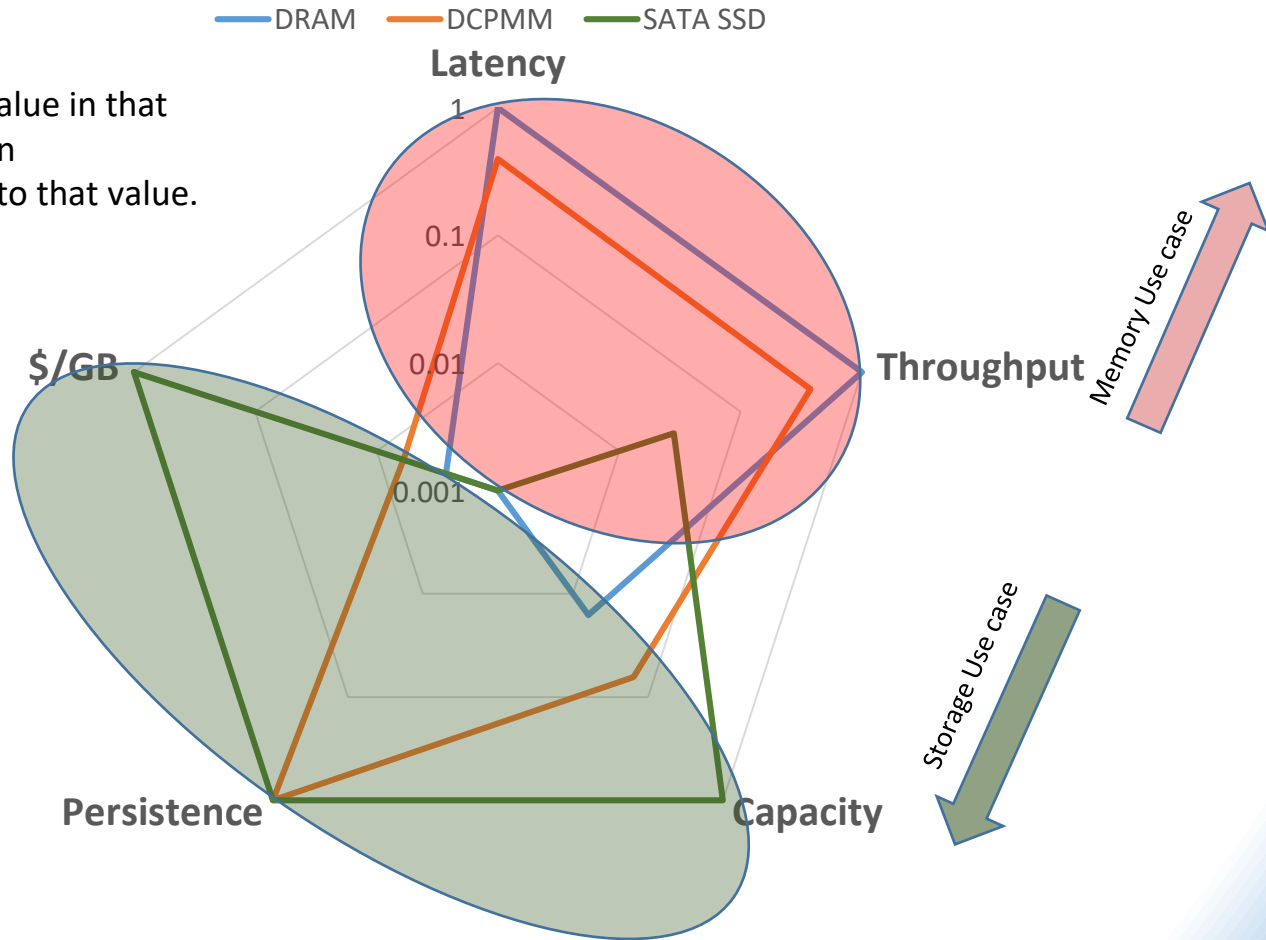 DRAM DCPMM SATA SSD
Latency
alue in that
n
to that value.
1
0.1
0.01
0.001
$/GB
Throughput
Memory Use case
Storage Use case
Persistence
Capacity